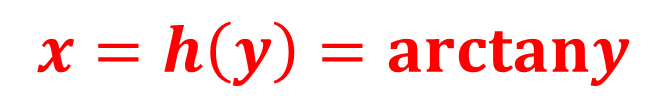 x = h(y) = arctany